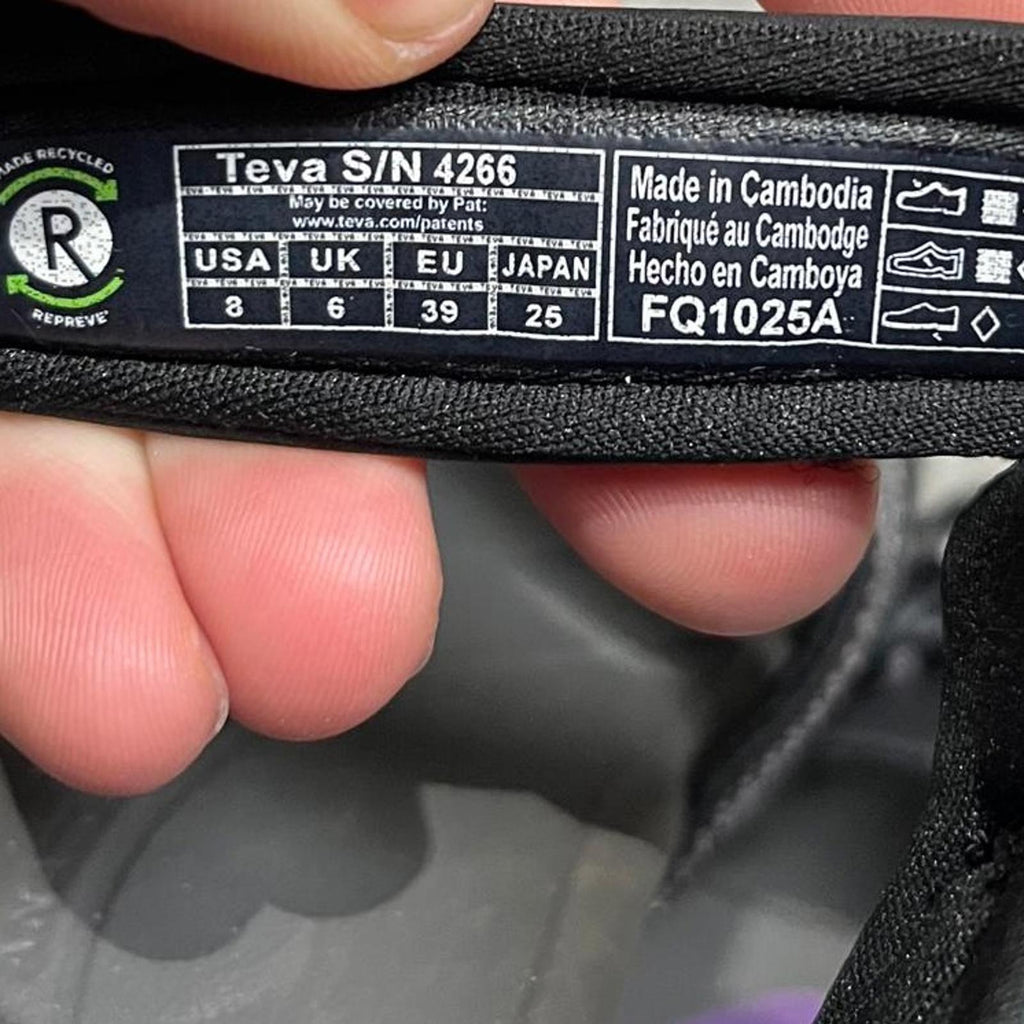 MADE RECYCLED
R
REPREVE®
Teva S/N 4266
May be covered by Pat:
www.teva.com/patents
USA UK EU JAPAN
8 6 39 25
Made in Cambodia
Fabriqué au Cambodge
Hecho en Camboya
FQ1025A